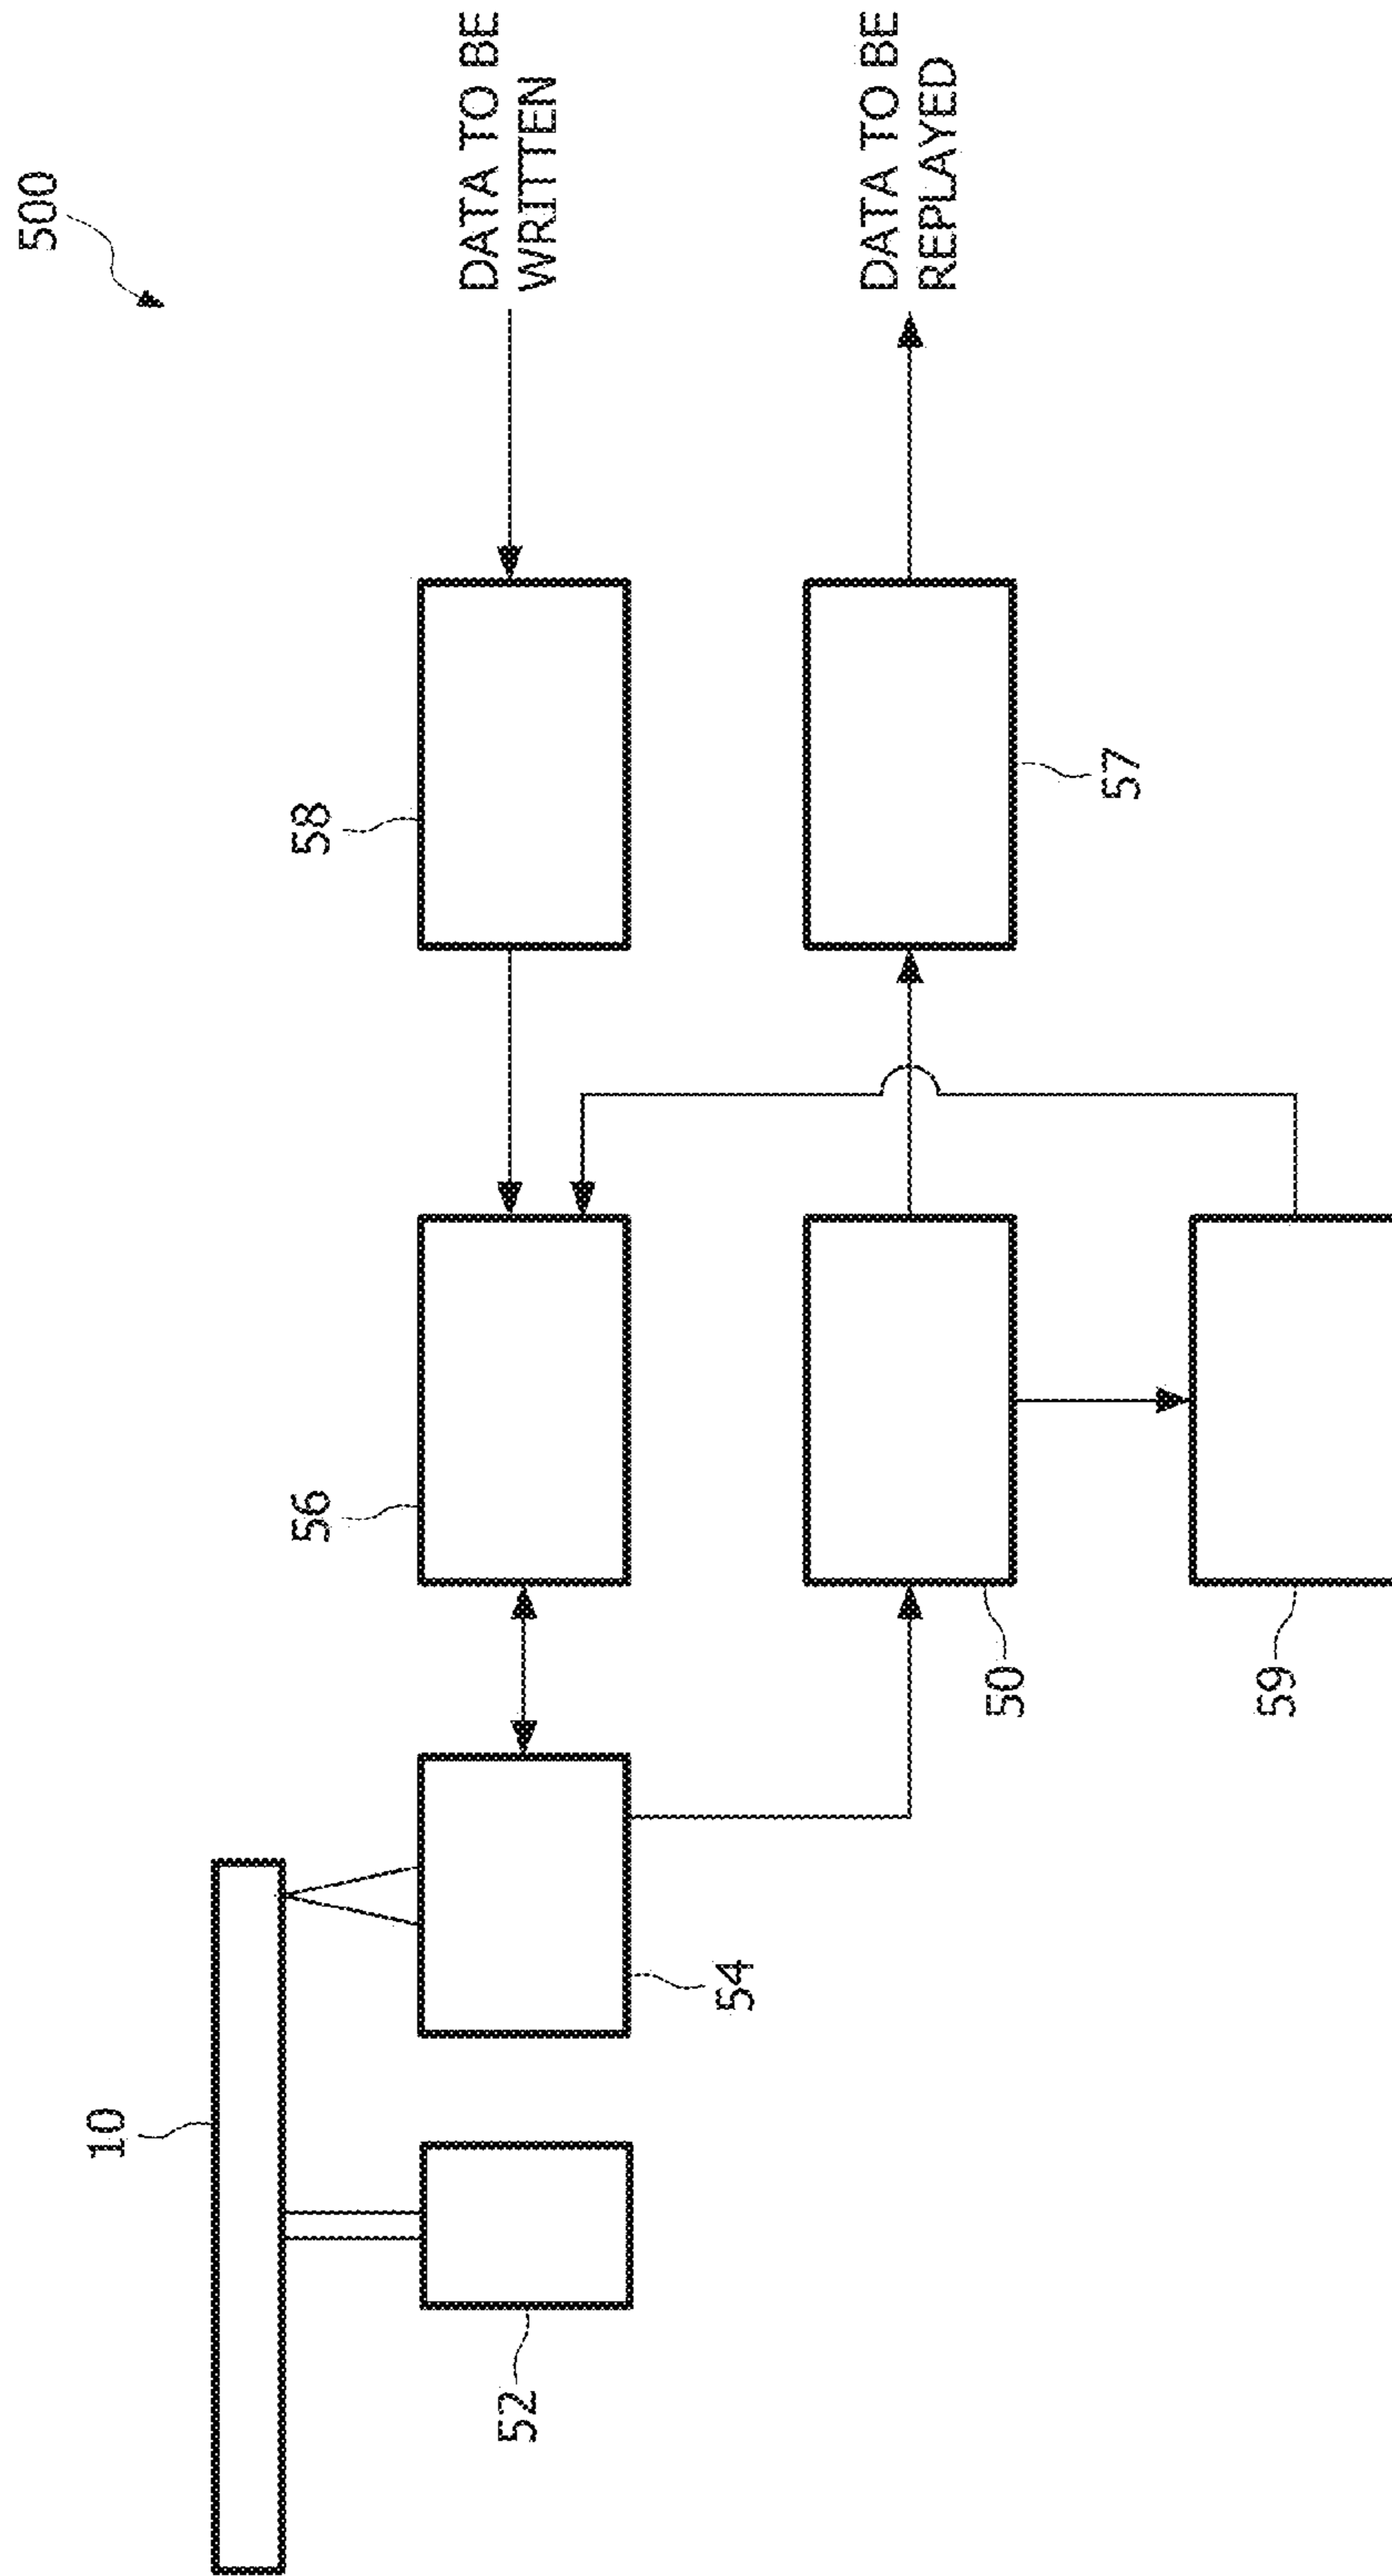 500
10
58
56
DATA TO BE
WRITTEN
52
54
DATA TO BE
REPLAYED
50
57
59